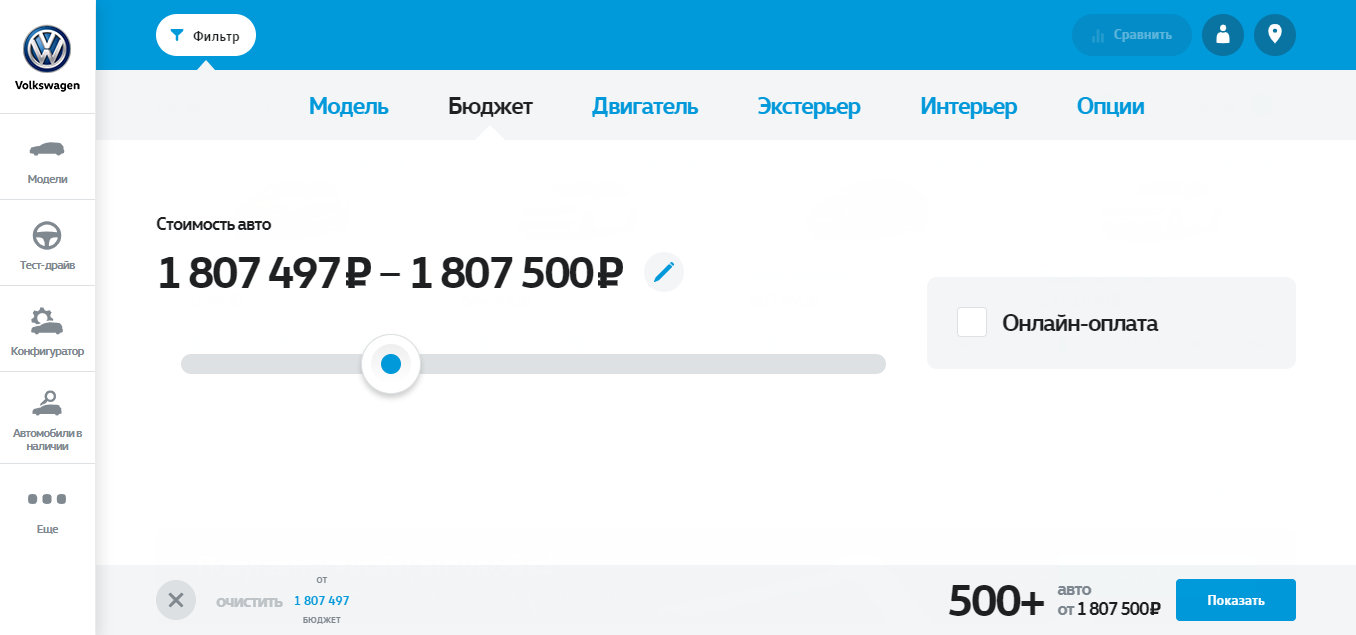 Volkswagen
Модели
Тест-драйв
Конфигуратор
Автомобили в
наличии
Еще
Фильтр
Сравнить
Модель
Бюджет
Двигатель
Экстерьер
Интерьер
Опции
Стоимость авто
1 807 497 ₽ – 1 807 500 ₽
Онлайн-оплата
ОЧИСТИТЬ
ОТ
1 807 497
БЮДЖЕТ
500+
авто
от 1 807 500 ₽
Показать